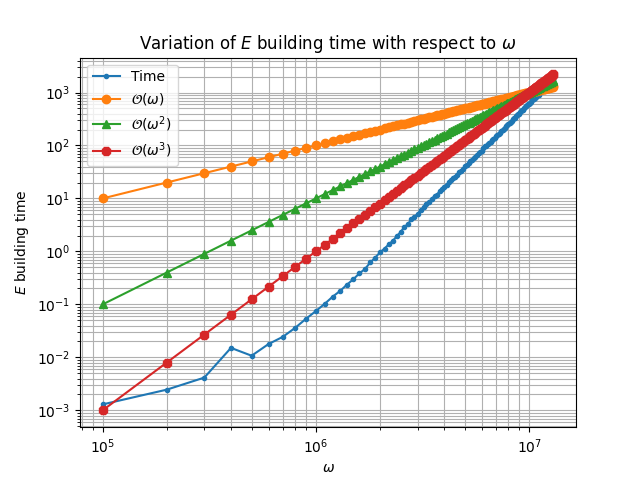 Variation of E building time with respect to ω
Time
𝒪(ω)
𝒪(ω²)
𝒪(ω³)
E building time
10³
10²
10¹
10⁰
10⁻¹
10⁻²
10⁻³
10⁵ 10⁶ 10⁷
ω